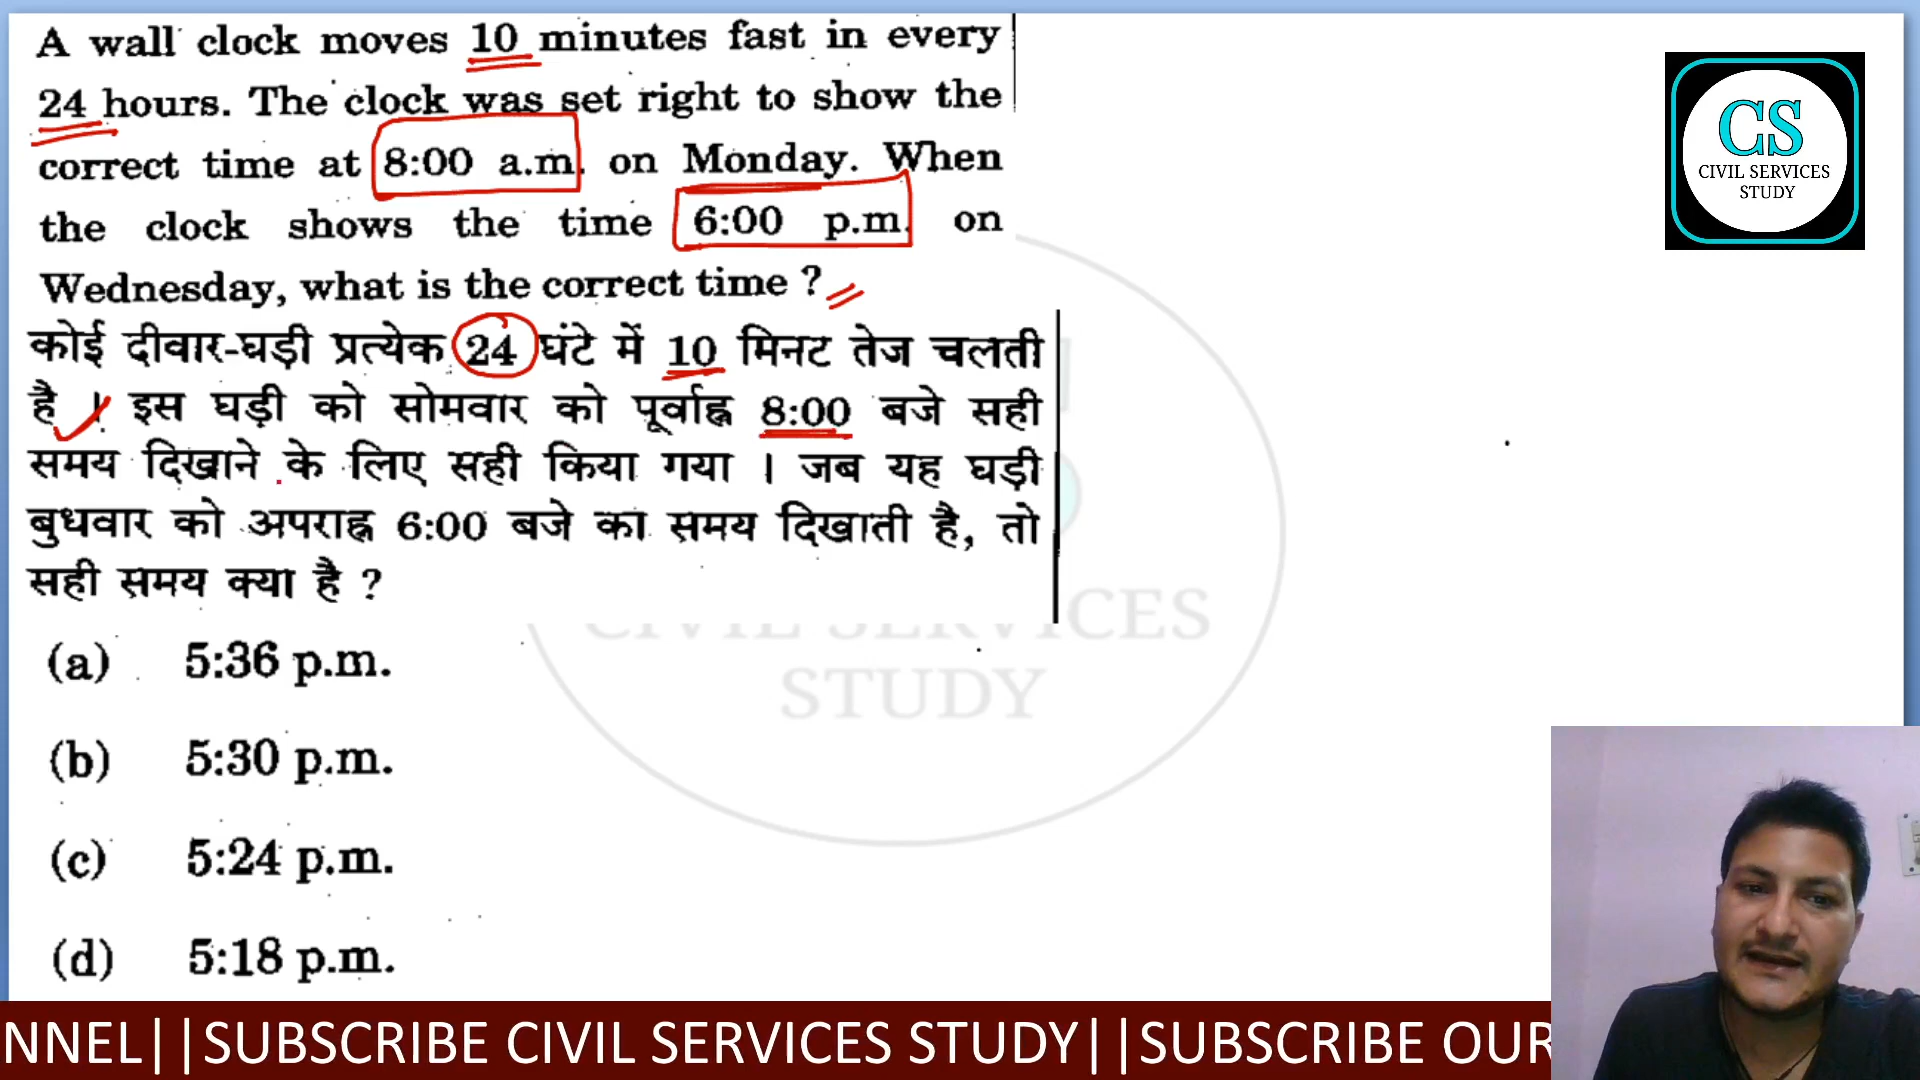 A wall clock moves 10 minutes fast in every
24 hours. The clock was set right to show the
correct time at 8:00 a.m. on Monday. When
the clock shows the time 6:00 p.m. on
Wednesday, what is the correct time ?
कोई दीवार-घड़ी प्रत्येक 24 घंटे में 10 मिनट तेज चलती
है । इस घड़ी को सोमवार को पूर्वाह्न 8:00 बजे सही
समय दिखाने के लिए सही किया गया । जब यह घड़ी
बुधवार को अपराह्न 6:00 बजे का समय दिखाती है, तो
सही समय क्या है ?
(a) 5:36 p.m.
(b) 5:30 p.m.
(c) 5:24 p.m.
(d) 5:18 p.m.
CS
CIVIL SERVICES
STUDY
CIVIL SERVICES
STUDY
NNEL||SUBSCRIBE CIVIL SERVICES STUDY||SUBSCRIBE OUR